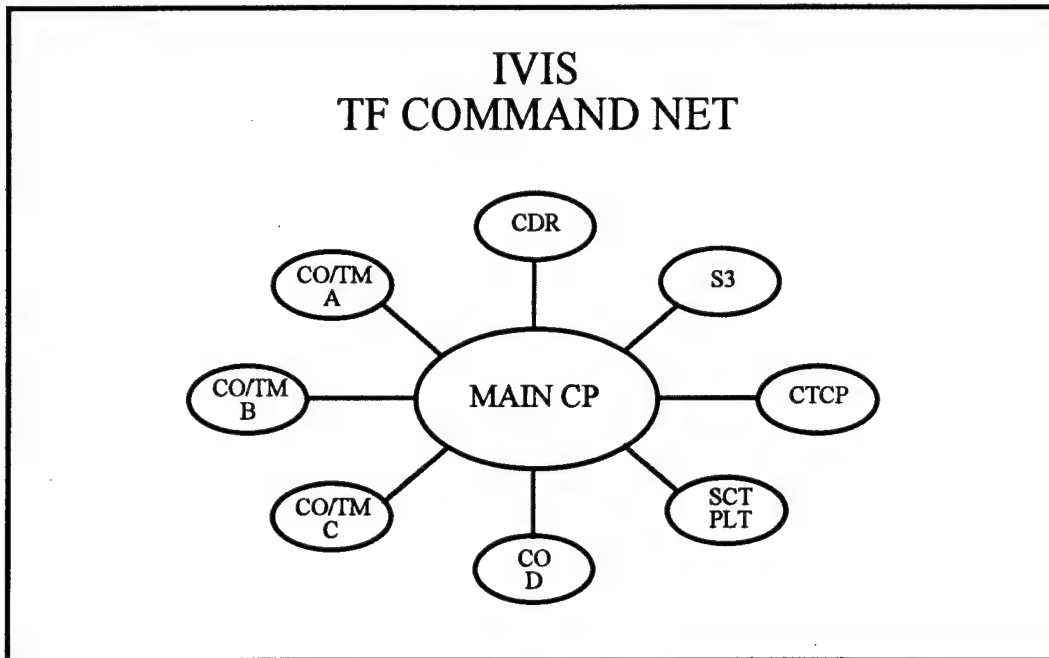 IVIS
TF COMMAND NET
CDR
CO/TM
A
S3
CO/TM
B
MAIN CP
CTCP
CO/TM
C
SCT
PLT
CO
D